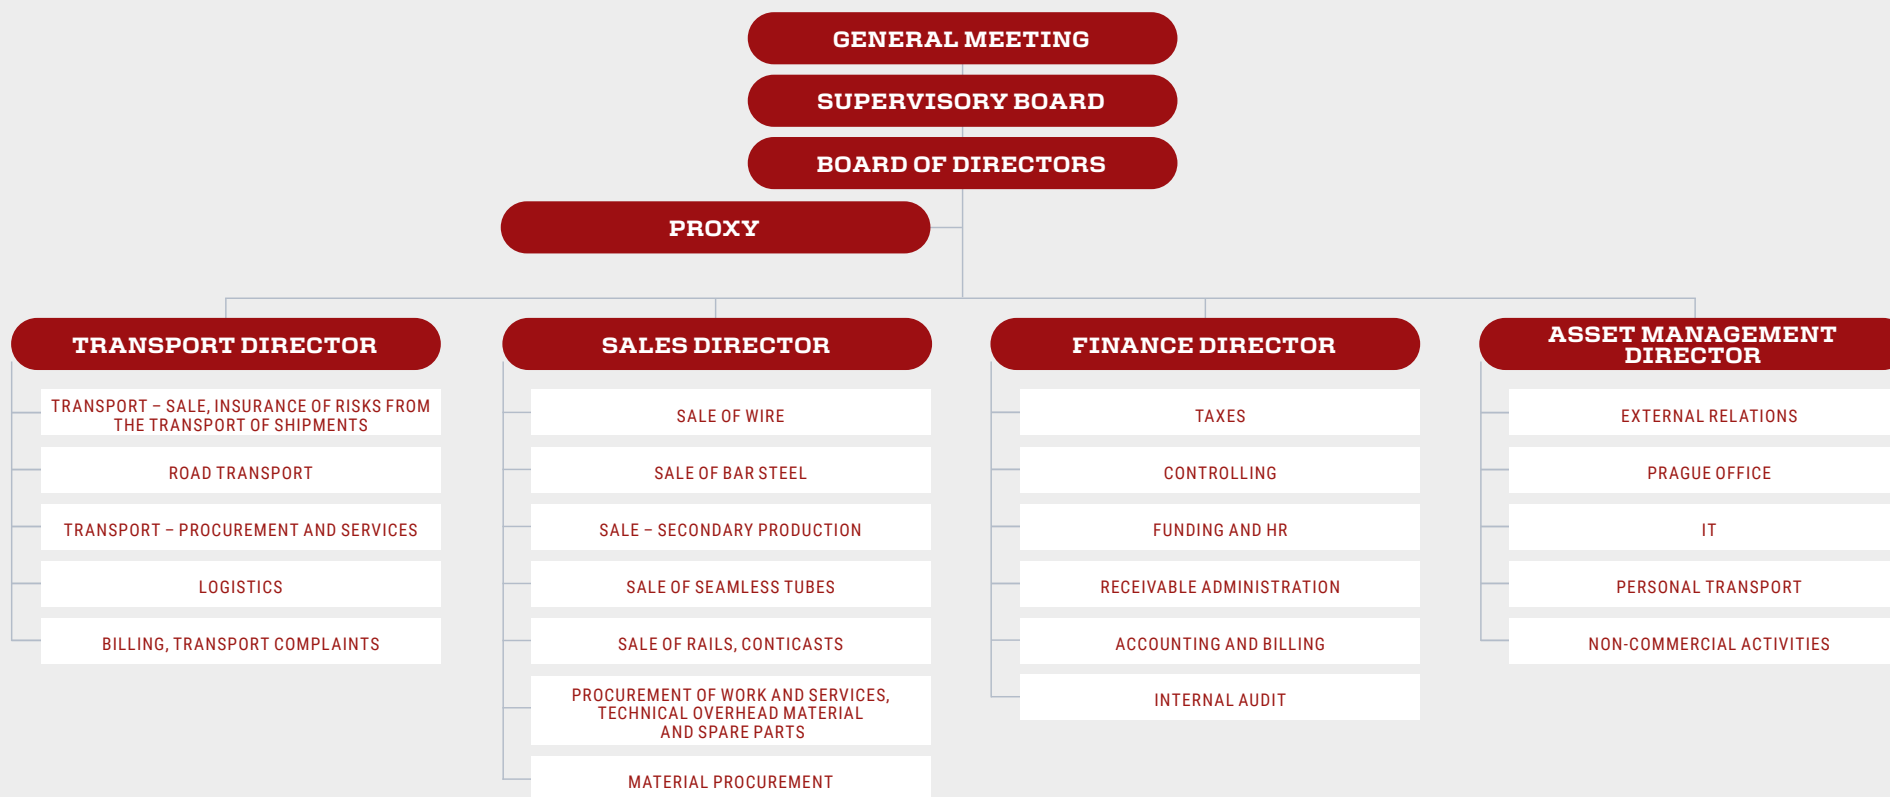 GENERAL MEETING
SUPERVISORY BOARD
BOARD OF DIRECTORS
PROXY
TRANSPORT DIRECTOR
TRANSPORT – SALE, INSURANCE OF RISKS FROM
THE TRANSPORT OF SHIPMENTS
ROAD TRANSPORT
TRANSPORT – PROCUREMENT AND SERVICES
LOGISTICS
BILLING, TRANSPORT COMPLAINTS
SALES DIRECTOR
SALE OF WIRE
SALE OF BAR STEEL
SALE – SECONDARY PRODUCTION
SALE OF SEAMLESS TUBES
SALE OF RAILS, CONTICASTS
PROCUREMENT OF WORK AND SERVICES,
TECHNICAL OVERHEAD MATERIAL
AND SPARE PARTS
MATERIAL PROCUREMENT
FINANCE DIRECTOR
TAXES
CONTROLLING
FUNDING AND HR
RECEIVABLE ADMINISTRATION
ACCOUNTING AND BILLING
INTERNAL AUDIT
ASSET MANAGEMENT
DIRECTOR
EXTERNAL RELATIONS
PRAGUE OFFICE
IT
PERSONAL TRANSPORT
NON-COMMERCIAL ACTIVITIES